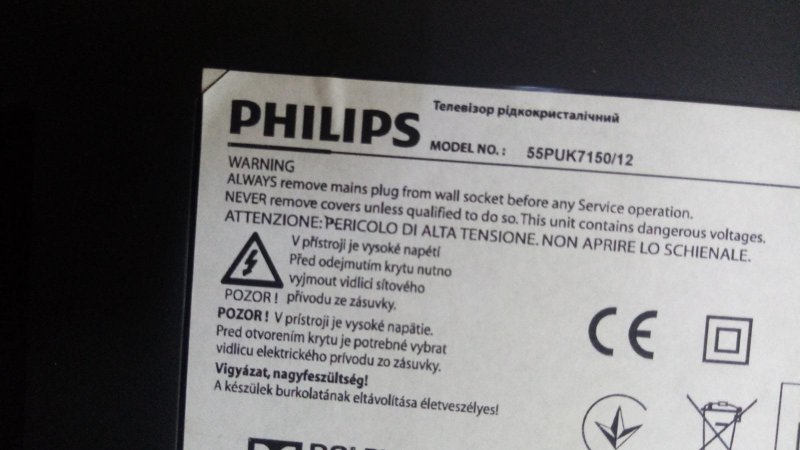 Телевізор рідкокристалічний
PHILIPS
MODEL NO. : 55PUK7150/12
WARNING
ALWAYS remove mains plug from wall socket before any Service operation.
NEVER remove covers unless qualified to do so. This unit contains dangerous voltages.
ATTENZIONE: PERICOLO DI ALTA TENSIONE. NON APRIRE LO SCHIENALE.
V přístroji je vysoké napětí
Před odejmutím krytu nutno
vyjmout vidlici síťového
POZOR ! přívodu ze zásuvky.
POZOR ! V prístroji je vysoké napätie.
Pred otvorením krytu je potrebné vybrat
vidlicu elektrického prívodo zo zásuvky.
Vigyázat, nagyfeszültség!
A készülek burkolatának eltávolítása életveszélyes!
CE